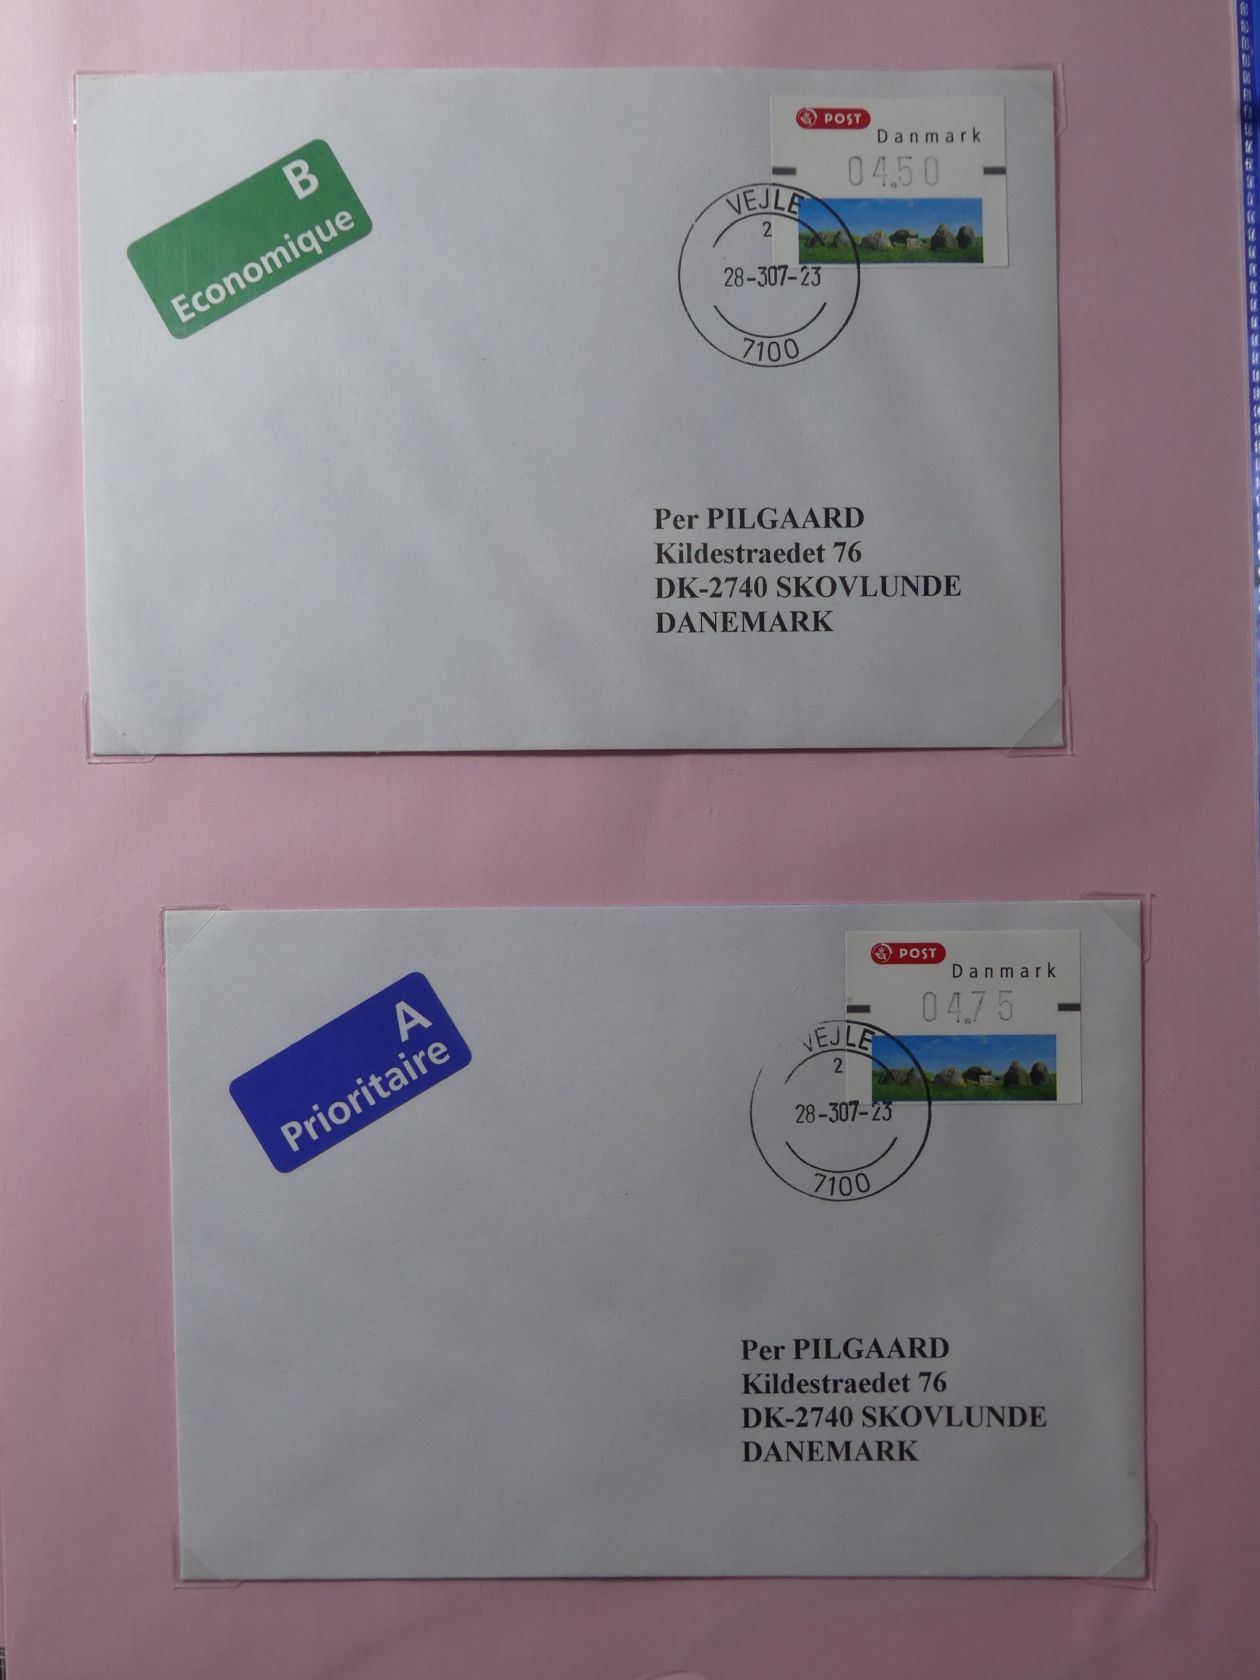 B
Economique
POST
Danmark
04.50
VEJLE
2
28-307-23
7100
Per PILGAARD
Kildestraedet 76
DK-2740 SKOVLUNDE
DANEMARK
A
Prioritaire
POST
Danmark
04.75
VEJLE
2
28-307-23
7100
Per PILGAARD
Kildestraedet 76
DK-2740 SKOVLUNDE
DANEMARK